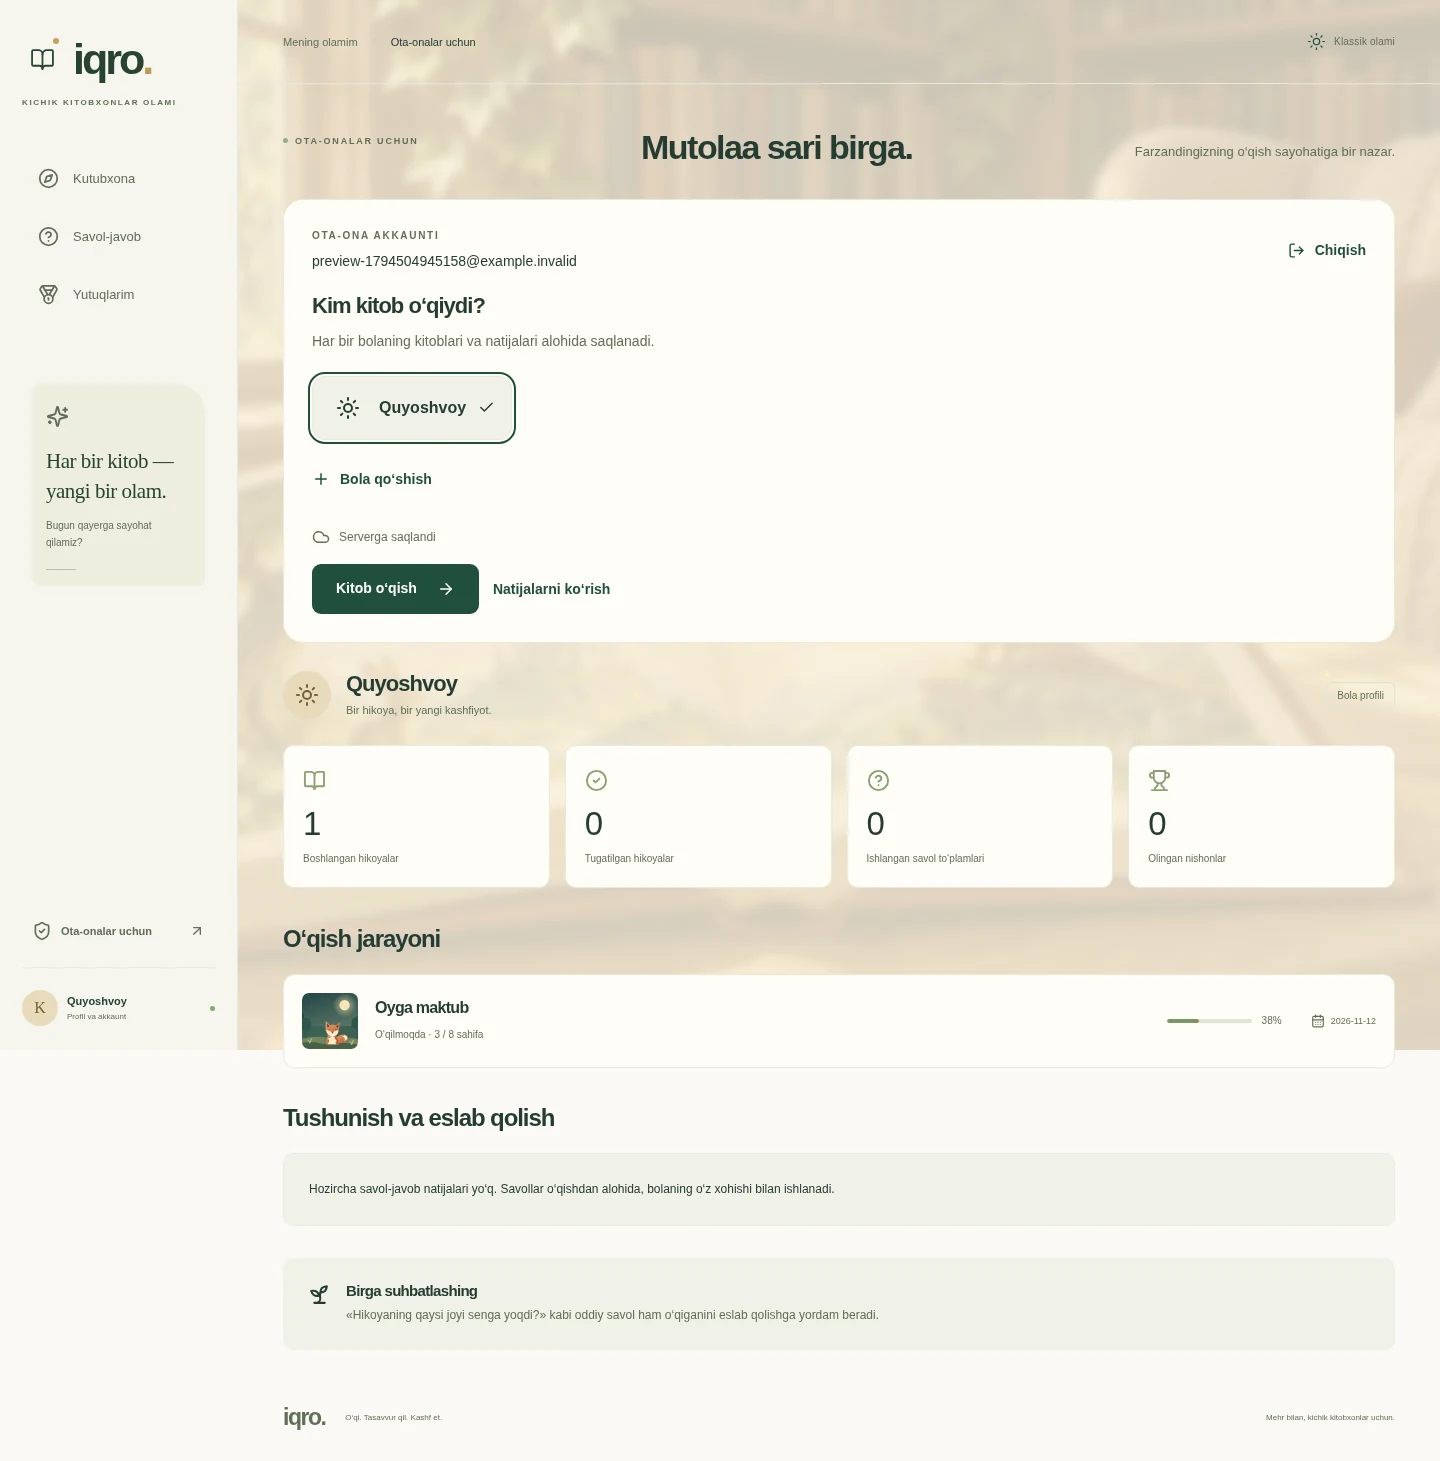 iqro.
KICHIK KITOBXONLAR OLAMI
Kutubxona
Savol-javob
Yutuqlarim
Har bir kitob —
yangi bir olam.
Bugun qayerga sayohat
qilamiz?
Ota-onalar uchun
K
Quyoshvoy
Profil va akkaunt
Mening olamim
Ota-onalar uchun
Klassik olami
OTA-ONALAR UCHUN
Mutolaa sari birga.
Farzandingizning o‘qish sayohatiga bir nazar.
OTA-ONA AKKAUNTI
preview-1794504945158@example.invalid
Chiqish
Kim kitob o‘qiydi?
Har bir bolaning kitoblari va natijalari alohida saqlanadi.
Quyoshvoy
Bola qo‘shish
Serverga saqlandi
Kitob o‘qish
Natijalarni ko‘rish
Quyoshvoy
Bir hikoya, bir yangi kashfiyot.
Bola profili
1
Boshlangan hikoyalar
0
Tugatilgan hikoyalar
0
Ishlangan savol to‘plamlari
0
Olingan nishonlar
O‘qish jarayoni
Oyga maktub
O‘qilmoqda · 3 / 8 sahifa
38%
2026-11-12
Tushunish va eslab qolish
Hozircha savol-javob natijalari yo‘q. Savollar o‘qishdan alohida, bolaning o‘z xohishi bilan ishlanadi.
Birga suhbatlashing
«Hikoyaning qaysi joyi senga yoqdi?» kabi oddiy savol ham o‘qiganini eslab qolishga yordam beradi.
iqro.
O‘qi. Tasavvur qil. Kashf et.
Mehr bilan, kichik kitobxonlar uchun.